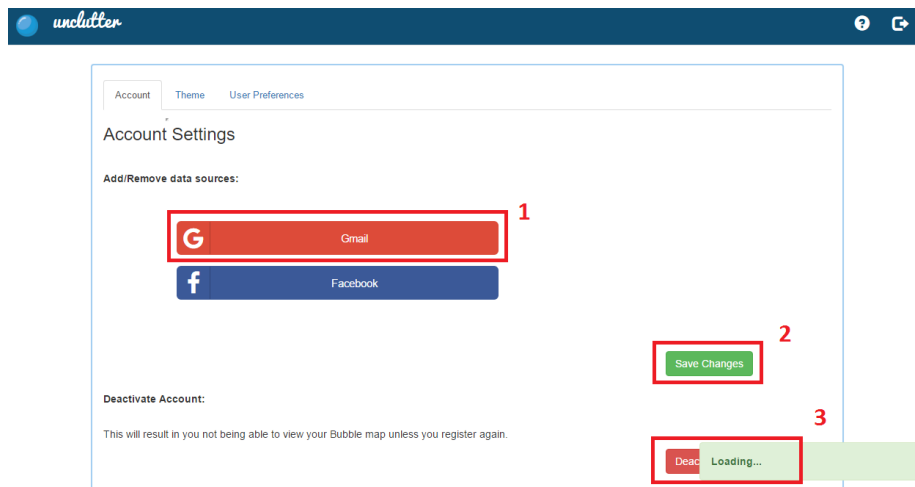 unclutter
Account Theme User Preferences
Account Settings
Add/Remove data sources:
1
G Gmail
f Facebook
2
Save Changes
Deactivate Account:
3
This will result in you not being able to view your Bubble map unless you register again.
Deac Loading...